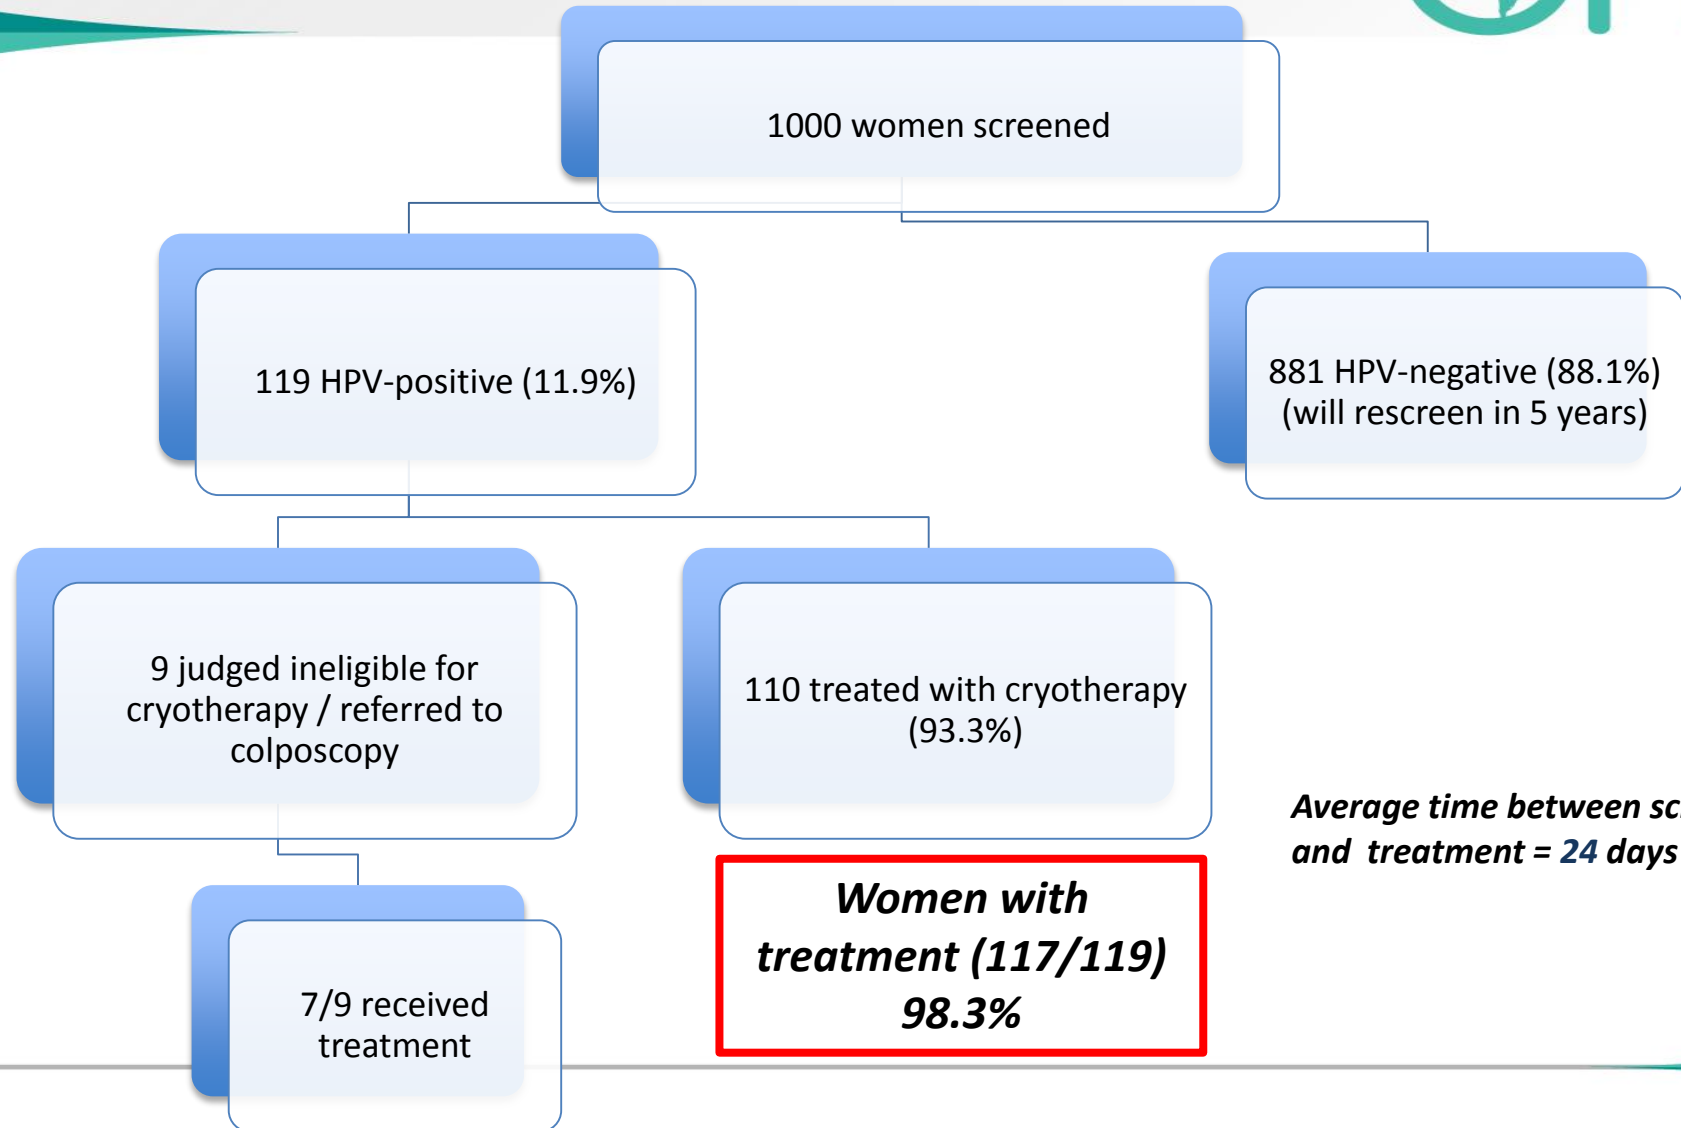 1000 women screened
119 HPV-positive (11.9%)
881 HPV-negative (88.1%)
(will rescreen in 5 years)
9 judged ineligible for
cryotherapy / referred to
colposcopy
110 treated with cryotherapy
(93.3%)
Average time between
and treatment = 24 days
Women with
treatment (117/119)
98.3%
7/9 received
treatment